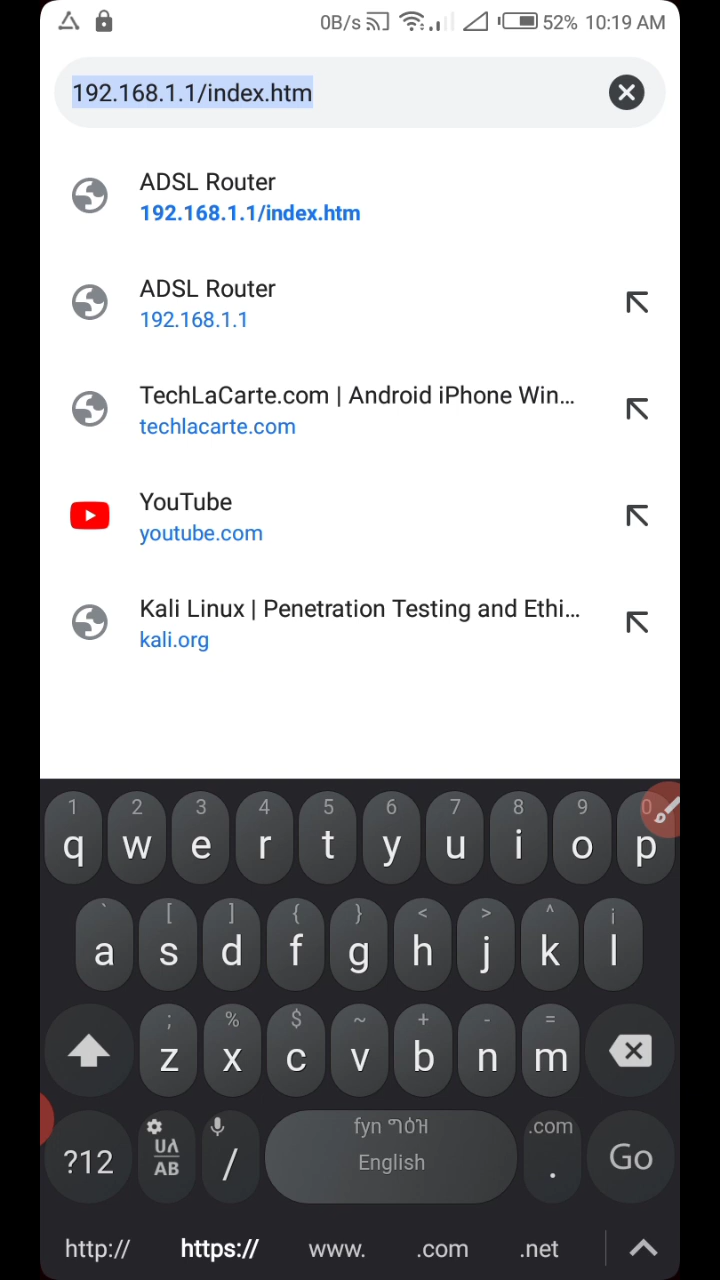 0B/s 52% 10:19 AM
192.168.1.1/index.htm
ADSL Router
192.168.1.1/index.htm
ADSL Router
192.168.1.1
TechLaCarte.com | Android iPhone Win...
techlacarte.com
YouTube
youtube.com
Kali Linux | Penetration Testing and Ethi...
kali.org
1 2 3 4 5 6 7 8 9 0
q w e r t y u i o p
` [ ] { } < > ^ ¡
a s d f g h j k l
; % $ ~ + - =
z x c v b n m
.com
?12 AB / English . Go
http:// https:// www. .com .net